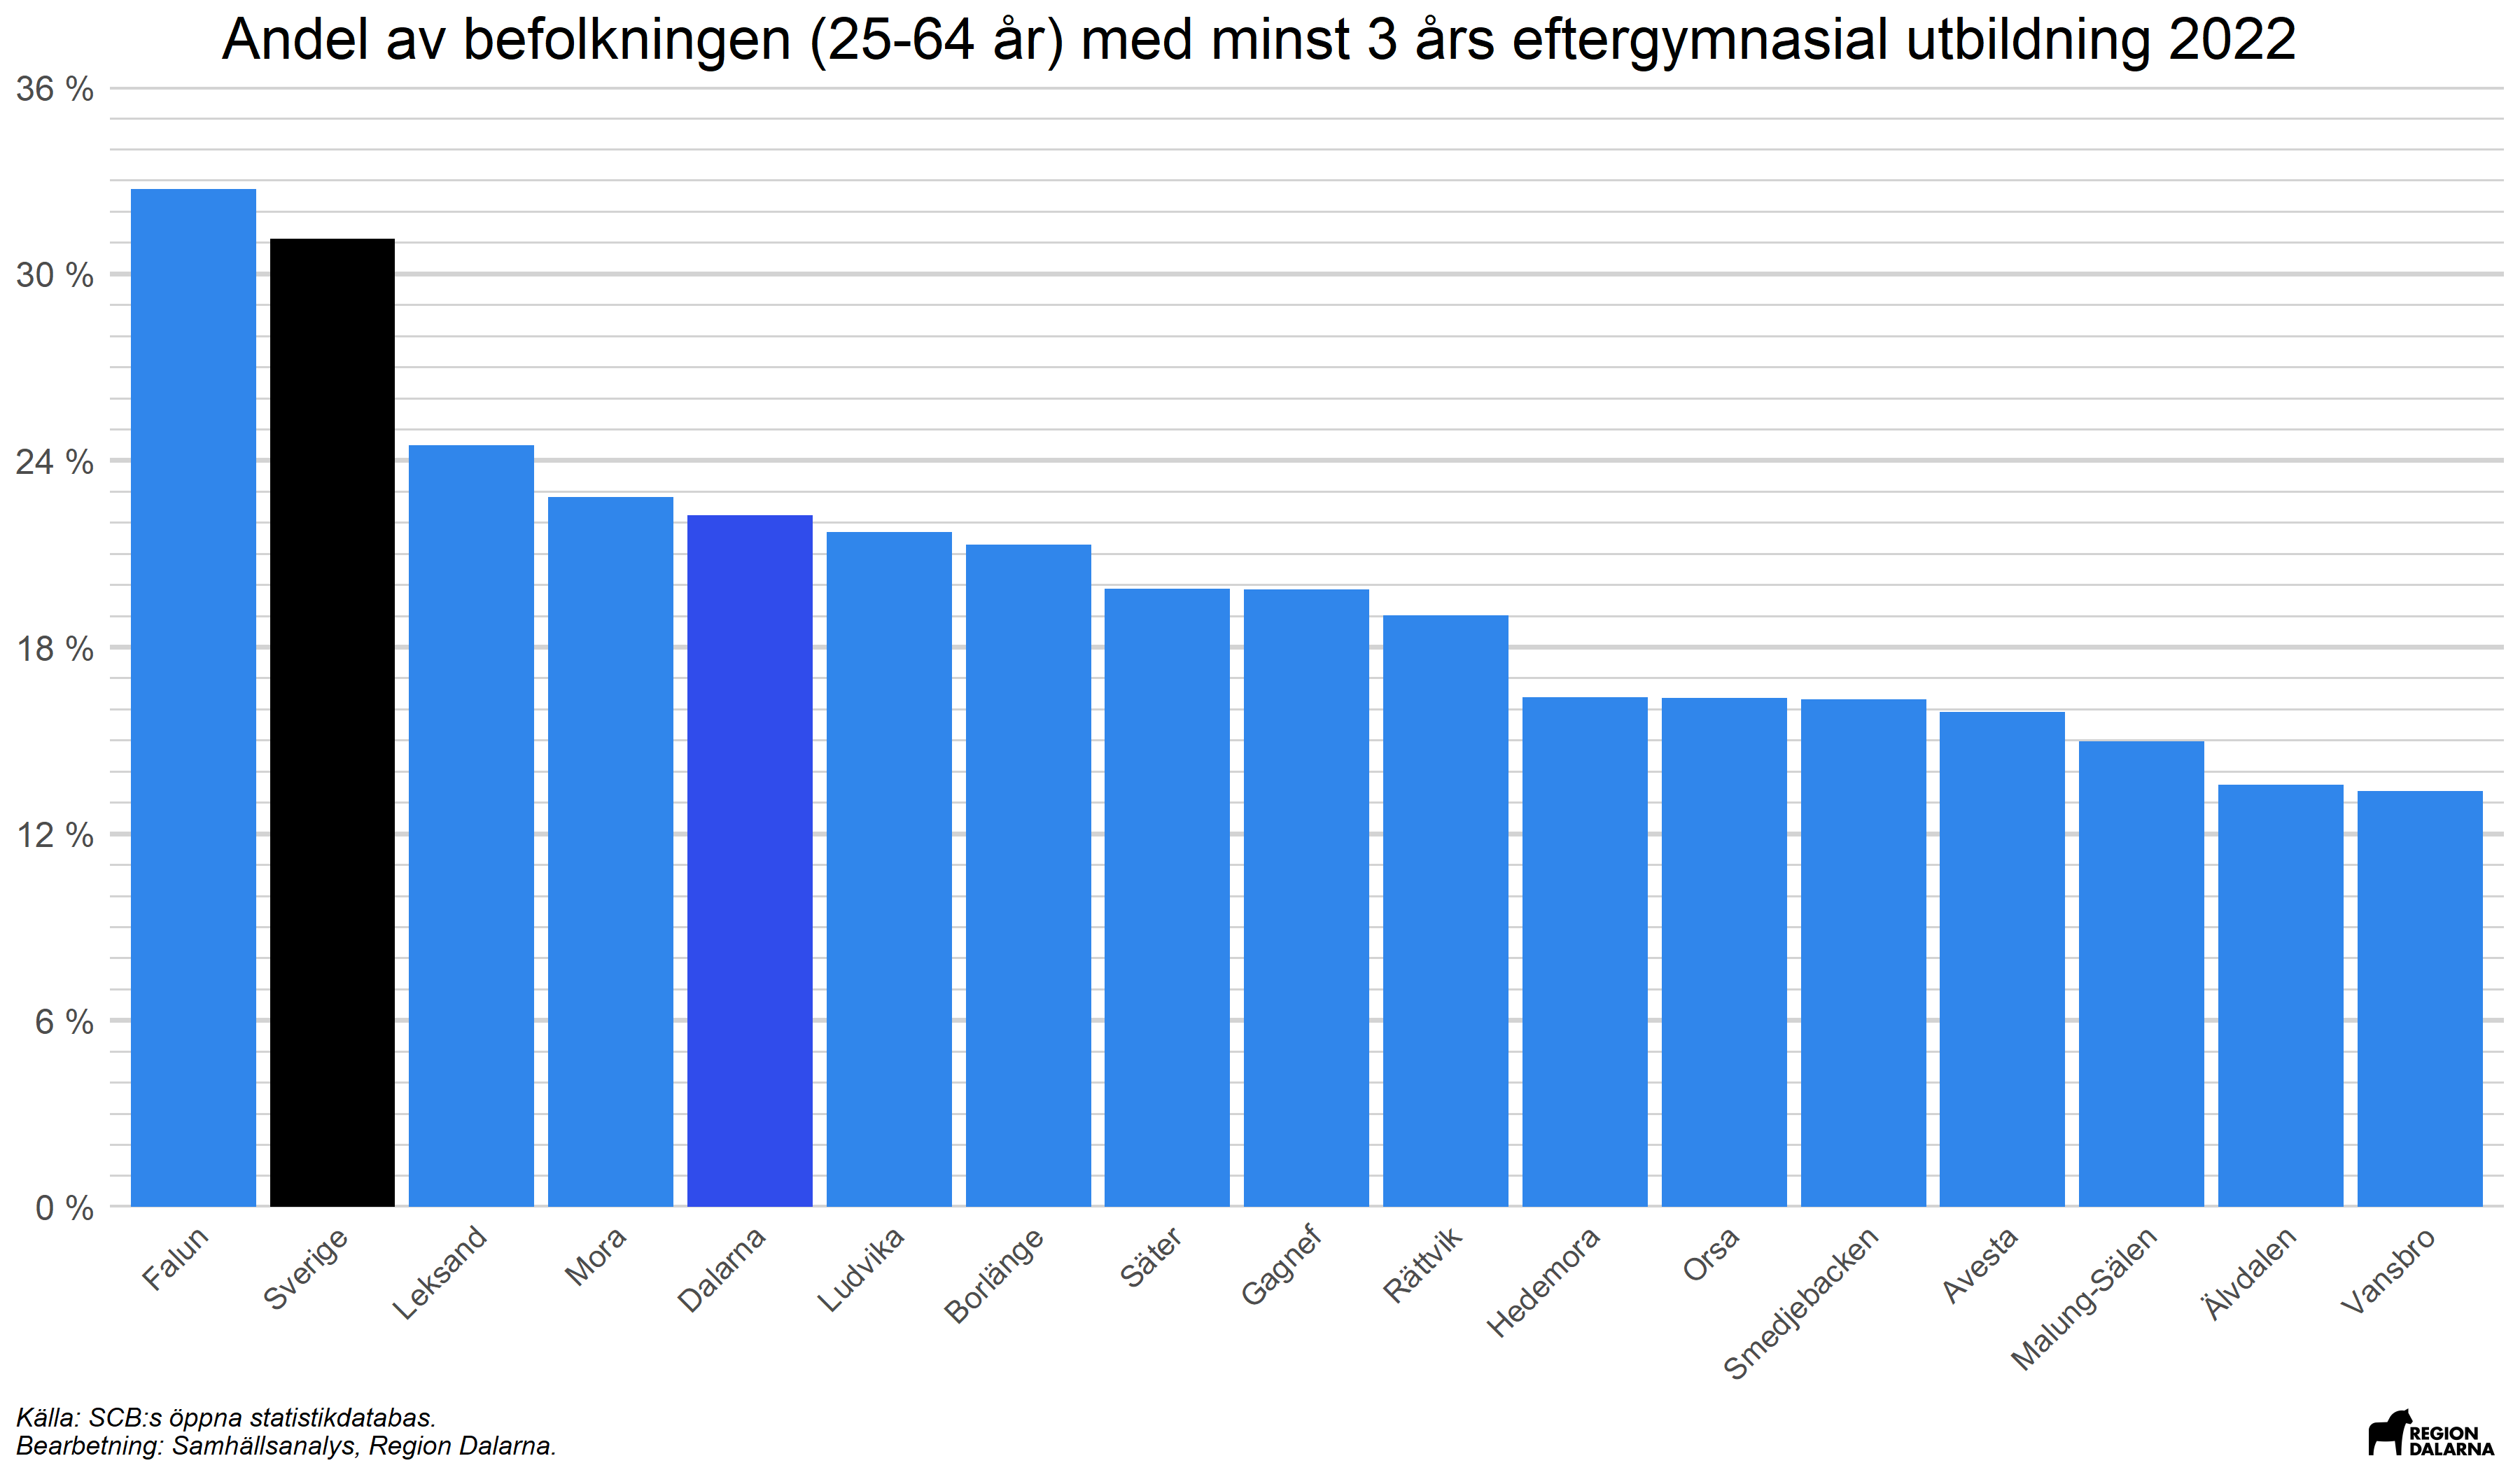 Andel av befolkningen (25-64 år) med minst 3 års eftergymnasial utbildning 2022
36 %
30 %
24 %
18 %
12 %
6 %
0 %
Falun
Sverige
Leksand
Mora
Dalarna
Ludvika
Borlänge
Säter
Gagnef
Rättvik
Hedemora
Orsa
Smedjebacken
Avesta
Malung-Sälen
Älvdalen
Vansbro
Källa: SCB:s öppna statistikdatabas.
Bearbetning: Samhällsanalys, Region Dalarna.
REGION
DALARNA